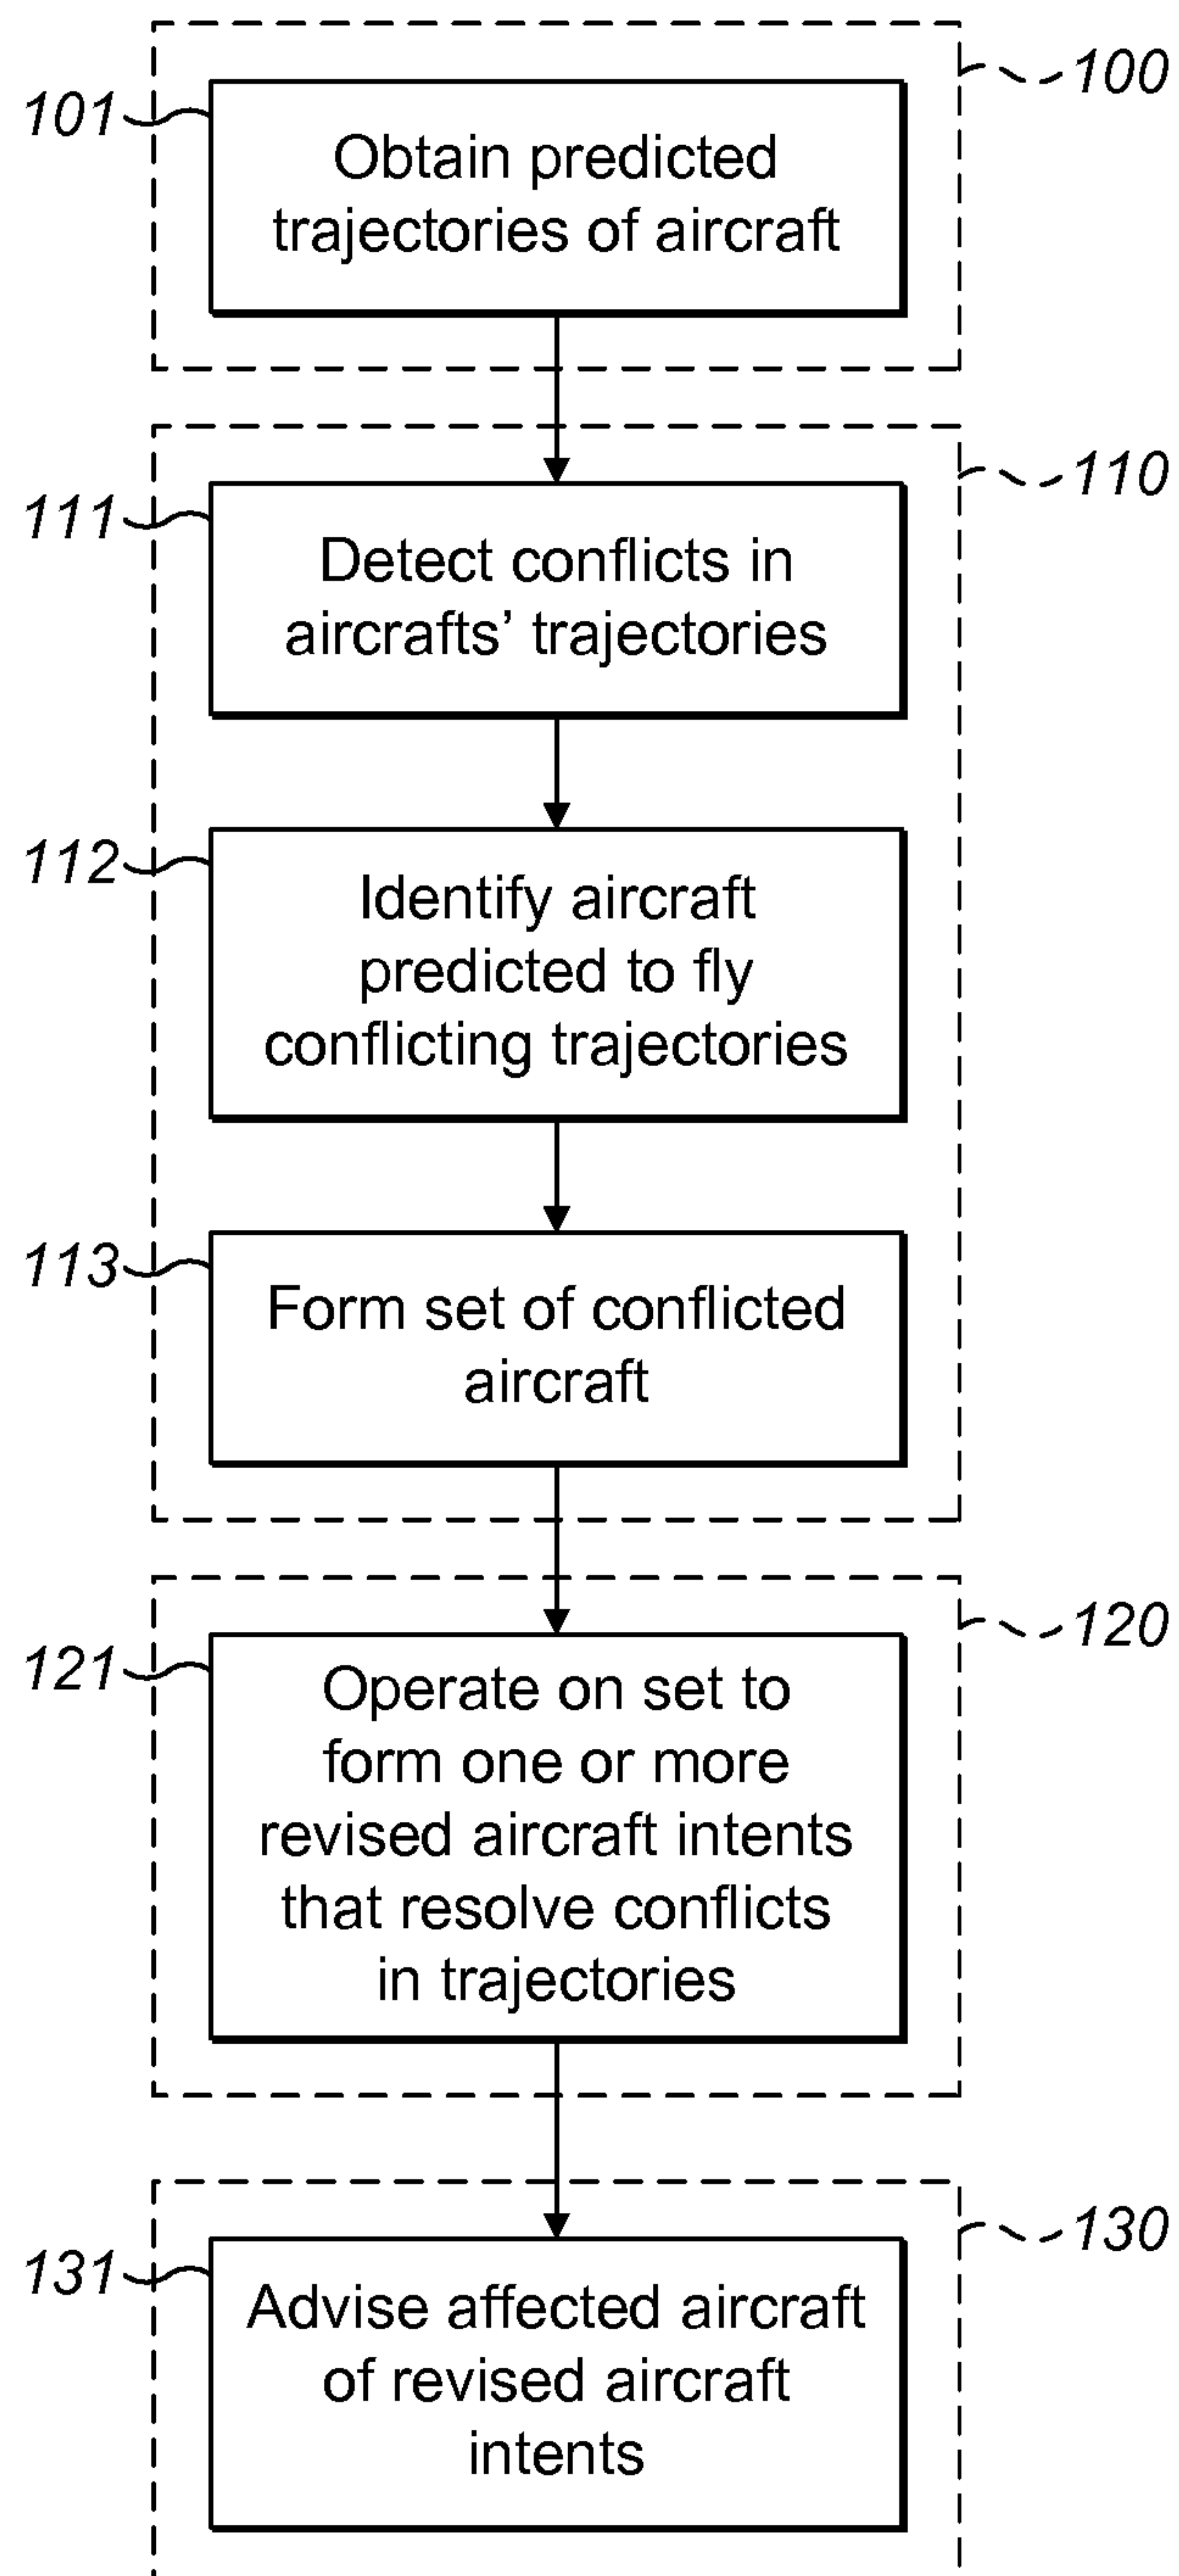 100
101
Obtain predicted
trajectories of aircraft
110
111
Detect conflicts in
aircrafts’ trajectories
112
Identify aircraft
predicted to fly
conflicting trajectories
113
Form set of conflicted
aircraft
120
121
Operate on set to
form one or more
revised aircraft intents
that resolve conflicts
in trajectories
130
131
Advise affected aircraft
of revised aircraft
intents